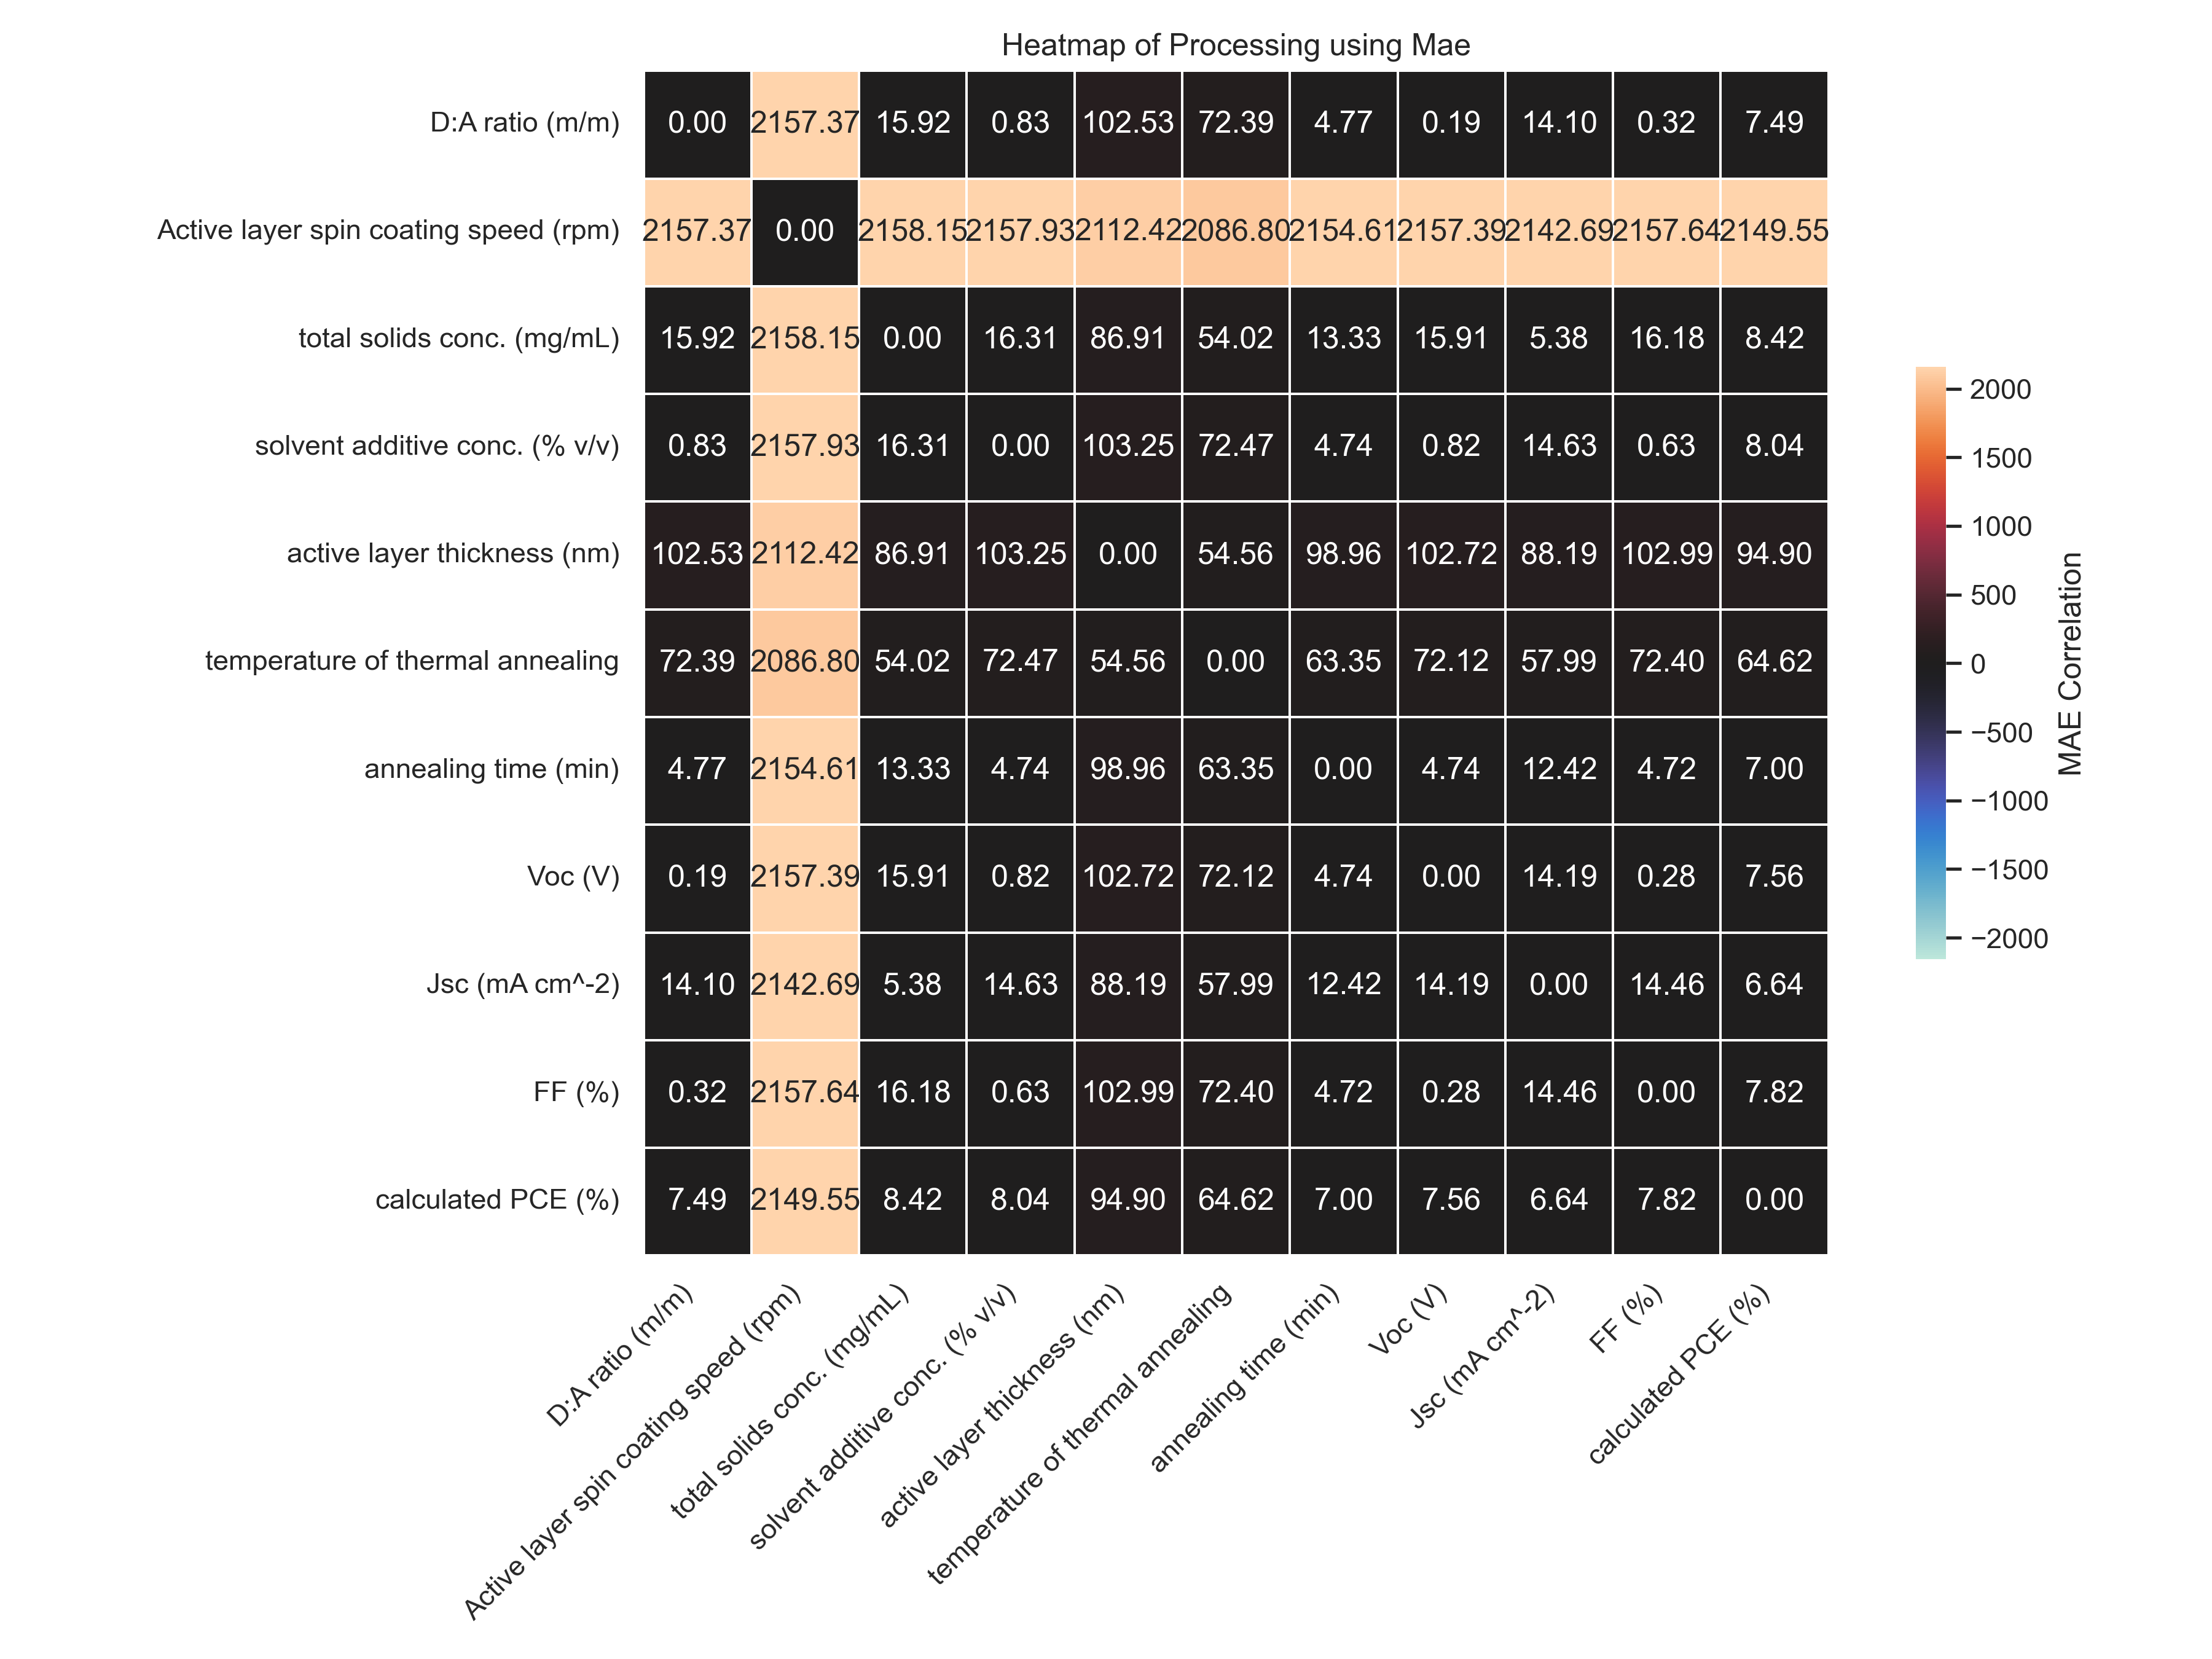 Heatmap of Processing using Mae
D:A ratio (m/m) 0.00 2157.37 15.92 0.83 102.53 72.39 4.77 0.19 14.10 0.32 7.49
Active layer spin coating speed (rpm) 2157.37 0.00 2158.15 2157.93 2112.42 2086.80 2154.61 2157.39 2142.69 2157.64 2149.55
total solids conc. (mg/mL) 15.92 2158.15 0.00 16.31 86.91 54.02 13.33 15.91 5.38 16.18 8.42
solvent additive conc. (% v/v) 0.83 2157.93 16.31 0.00 103.25 72.47 4.74 0.82 14.63 0.63 8.04
active layer thickness (nm) 102.53 2112.42 86.91 103.25 0.00 54.56 98.96 102.72 88.19 102.99 94.90
temperature of thermal annealing 72.39 2086.80 54.02 72.47 54.56 0.00 63.35 72.12 57.99 72.40 64.62
annealing time (min) 4.77 2154.61 13.33 4.74 98.96 63.35 0.00 4.74 12.42 4.72 7.00
Voc (V) 0.19 2157.39 15.91 0.82 102.72 72.12 4.74 0.00 14.19 0.28 7.56
Jsc (mA cm^-2) 14.10 2142.69 5.38 14.63 88.19 57.99 12.42 14.19 0.00 14.46 6.64
FF (%) 0.32 2157.64 16.18 0.63 102.99 72.40 4.72 0.28 14.46 0.00 7.82
calculated PCE (%) 7.49 2149.55 8.42 8.04 94.90 64.62 7.00 7.56 6.64 7.82 0.00
D:A ratio (m/m)
Active layer spin coating speed (rpm)
total solids conc. (mg/mL)
solvent additive conc. (% v/v)
active layer thickness (nm)
temperature of thermal annealing
annealing time (min)
Voc (V)
Jsc (mA cm^-2)
FF (%)
calculated PCE (%)
2000
1500
1000
500
0
−500
−1000
−1500
−2000
MAE Correlation